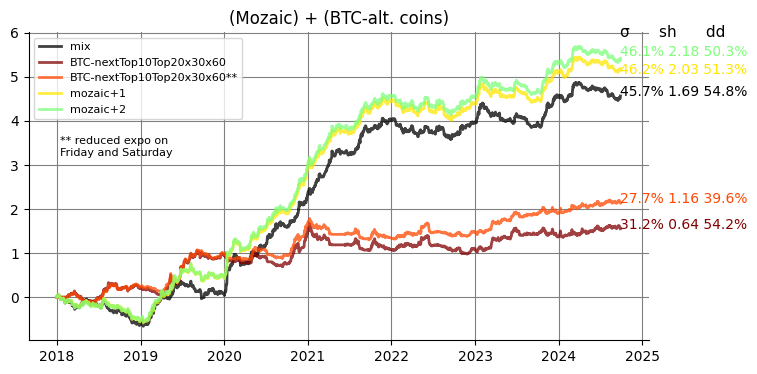 (Mozaic) + (BTC-alt. coins)
σ sh dd
mix
BTC-nextTop10Top20x30x60
BTC-nextTop10Top20x30x60**
mozaic+1
mozaic+2
** reduced expo on
Friday and Saturday
46.1% 2.18 50.3%
46.2% 2.03 51.3%
45.7% 1.69 54.8%
27.7% 1.16 39.6%
31.2% 0.64 54.2%
6
5
4
3
2
1
0
2018 2019 2020 2021 2022 2023 2024 2025